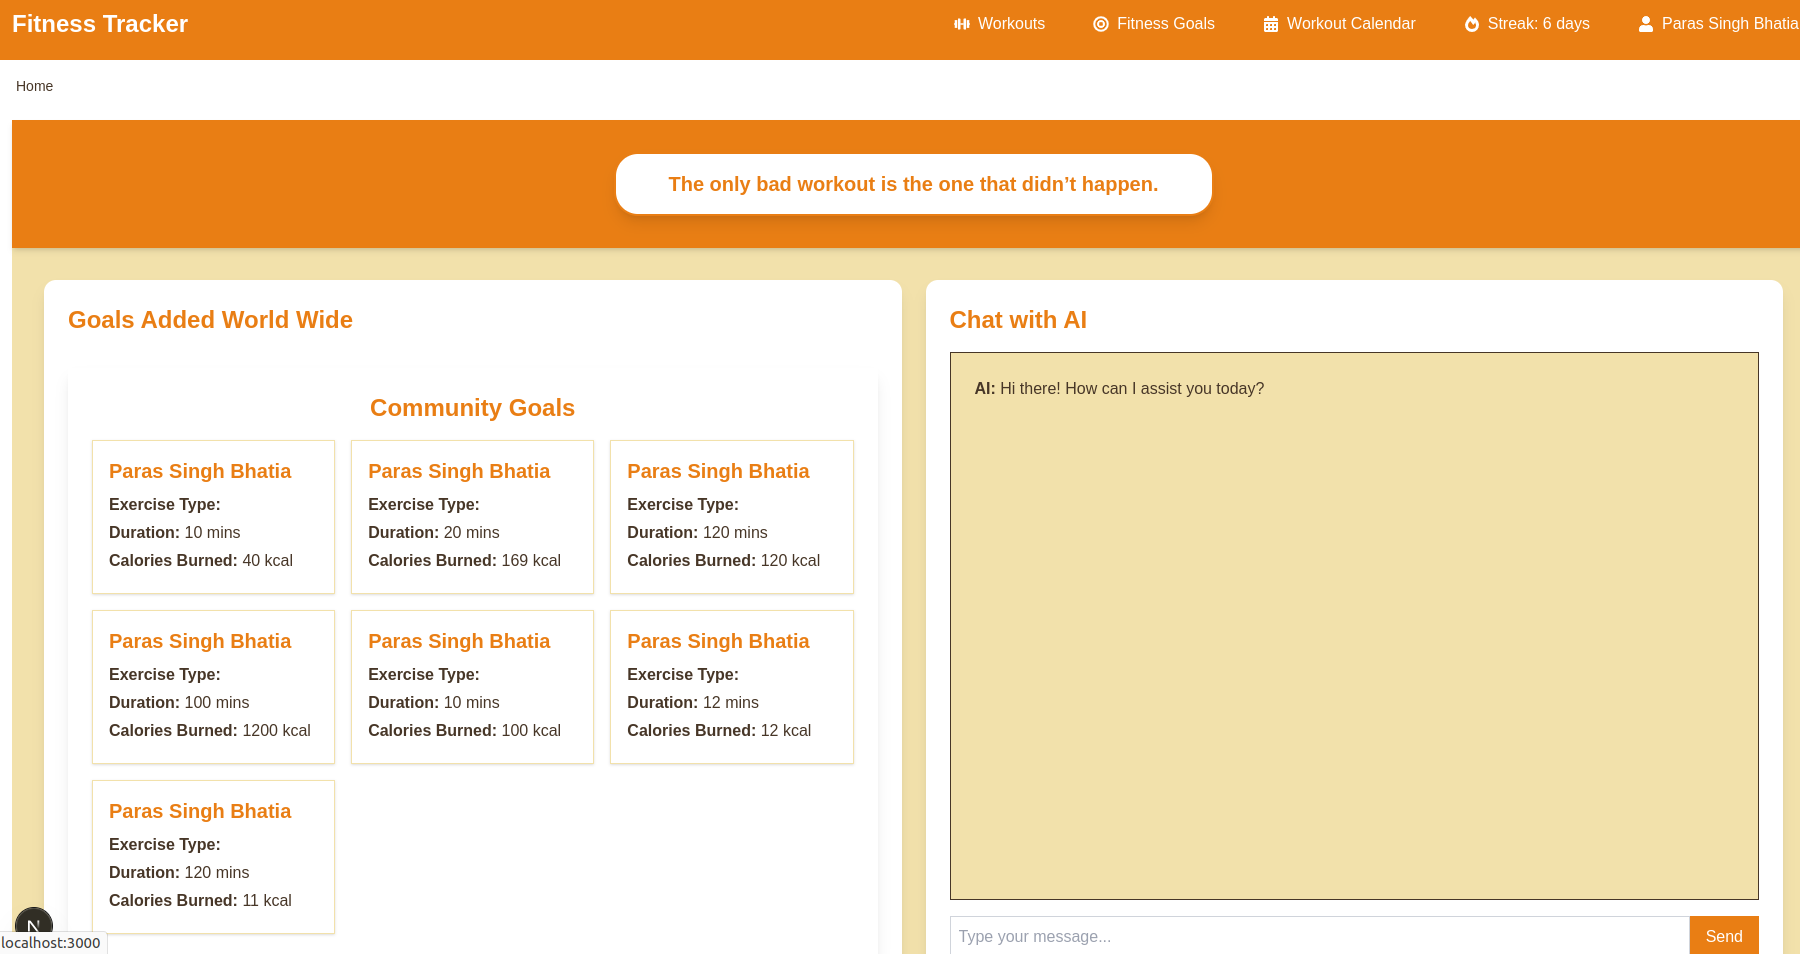 Fitness Tracker
Workouts
Fitness Goals
Workout Calendar
Streak: 6 days
Paras Singh Bhatia
Home
The only bad workout is the one that didn’t happen.
Goals Added World Wide
Community Goals
Paras Singh Bhatia
Exercise Type:
Duration: 10 mins
Calories Burned: 40 kcal
Paras Singh Bhatia
Exercise Type:
Duration: 20 mins
Calories Burned: 169 kcal
Paras Singh Bhatia
Exercise Type:
Duration: 120 mins
Calories Burned: 120 kcal
Paras Singh Bhatia
Exercise Type:
Duration: 100 mins
Calories Burned: 1200 kcal
Paras Singh Bhatia
Exercise Type:
Duration: 10 mins
Calories Burned: 100 kcal
Paras Singh Bhatia
Exercise Type:
Duration: 12 mins
Calories Burned: 12 kcal
Paras Singh Bhatia
Exercise Type:
Duration: 120 mins
Calories Burned: 11 kcal
Chat with AI
AI: Hi there! How can I assist you today?
Type your message...
Send
N
localhost:3000